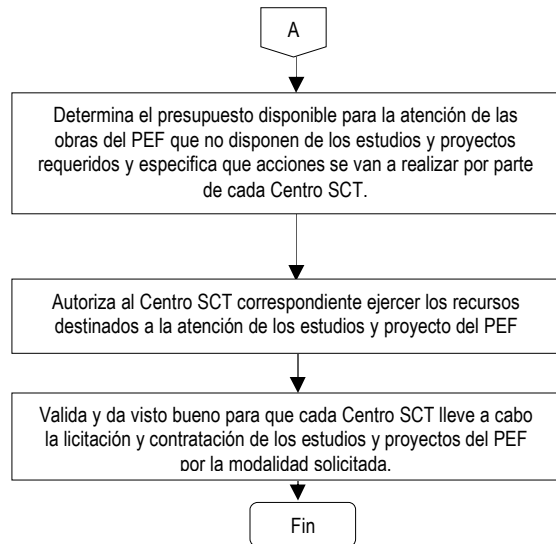 A
Determina el presupuesto disponible para la atención de las
obras del PEF que no disponen de los estudios y proyectos
requeridos y especifica que acciones se van a realizar por parte
de cada Centro SCT.
Autoriza al Centro SCT correspondiente ejercer los recursos
destinados a la atención de los estudios y proyecto del PEF
Valida y da visto bueno para que cada Centro SCT lleve a cabo
la licitación y contratación de los estudios y proyectos del PEF
por la modalidad solicitada.
Fin